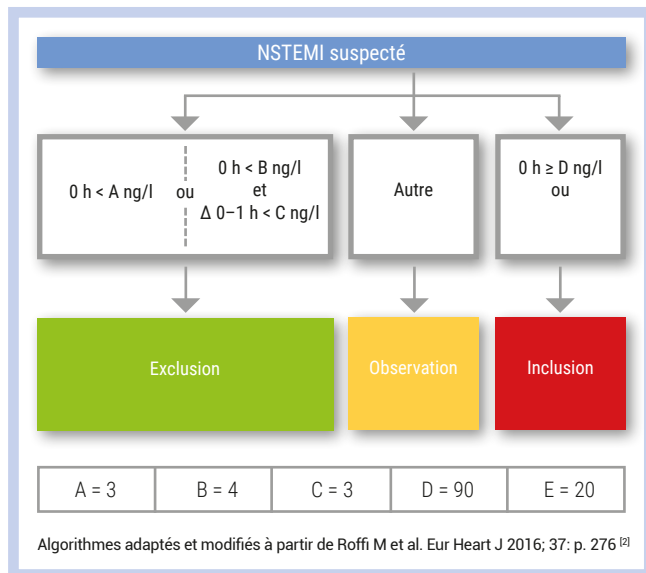 NSTEMI suspecté
0 h < A ng/l
ou
0 h < B ng/l
et
Δ 0–1 h < C ng/l
Autre
0 h ≥ D ng/l
ou
Exclusion
Observation
Inclusion
A = 3
B = 4
C = 3
D = 90
E = 20
Algorithmes adaptés et modifiés à partir de Roffi M et al. Eur Heart J 2016; 37: p. 276 [2]